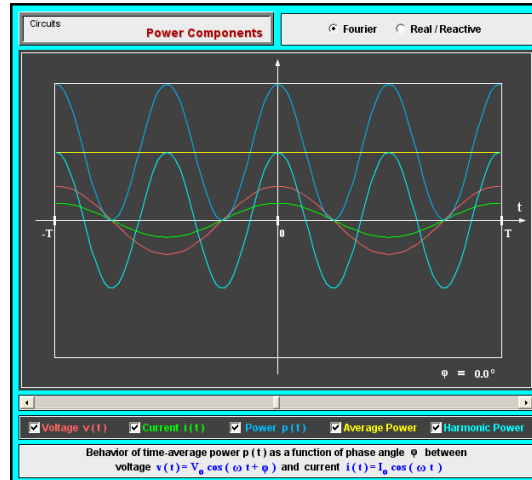 Circuits
Power Components
Fourier
Real / Reactive
t
-T
0
T
φ = 0.0°
Voltage v(t)
Current i(t)
Power p(t)
Average Power
Harmonic Power
Behavior of time-average power p(t) as a function of phase angle φ between
voltage v(t)=V₀ cos(ωt+φ) and current i(t)=I₀ cos(ωt)